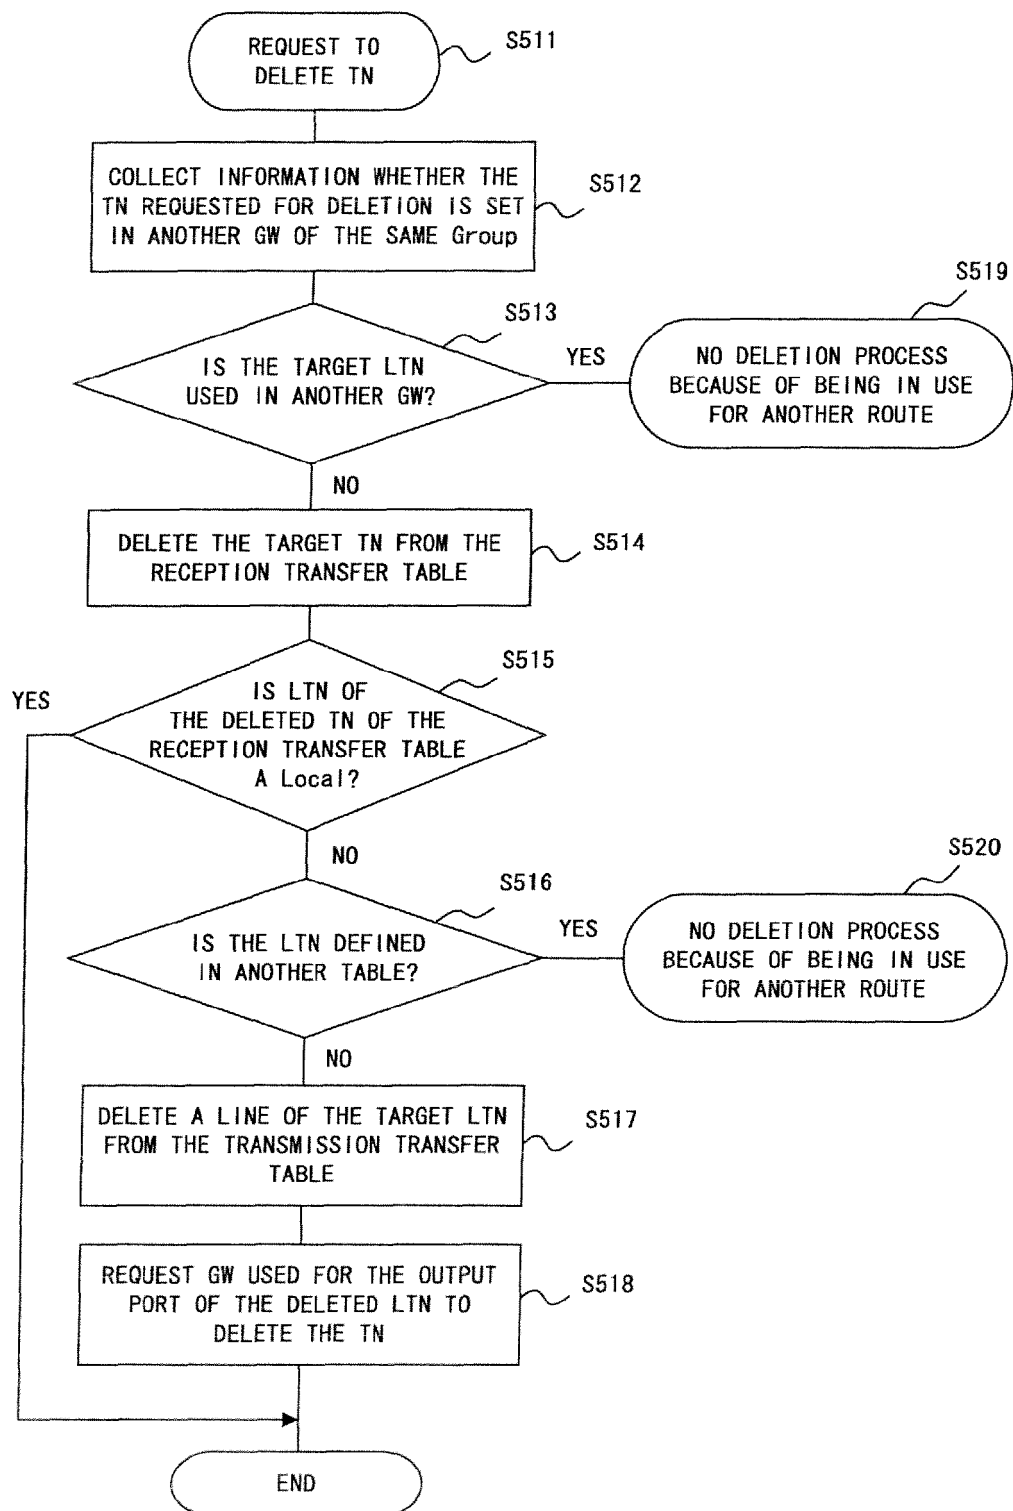 REQUEST TO
DELETE TN
S511
COLLECT INFORMATION WHETHER THE
TN REQUESTED FOR DELETION IS SET
IN ANOTHER GW OF THE SAME Group
S512
IS THE TARGET LTN
USED IN ANOTHER GW?
S513
YES
NO DELETION PROCESS
BECAUSE OF BEING IN USE
FOR ANOTHER ROUTE
S519
NO
DELETE THE TARGET TN FROM THE
RECEPTION TRANSFER TABLE
S514
IS LTN OF
THE DELETED TN OF THE
RECEPTION TRANSFER TABLE
A Local?
S515
YES
NO
IS THE LTN DEFINED
IN ANOTHER TABLE?
S516
YES
NO DELETION PROCESS
BECAUSE OF BEING IN USE
FOR ANOTHER ROUTE
S520
NO
DELETE A LINE OF THE TARGET LTN
FROM THE TRANSMISSION TRANSFER
TABLE
S517
REQUEST GW USED FOR THE OUTPUT
PORT OF THE DELETED LTN TO
DELETE THE TN
S518
END